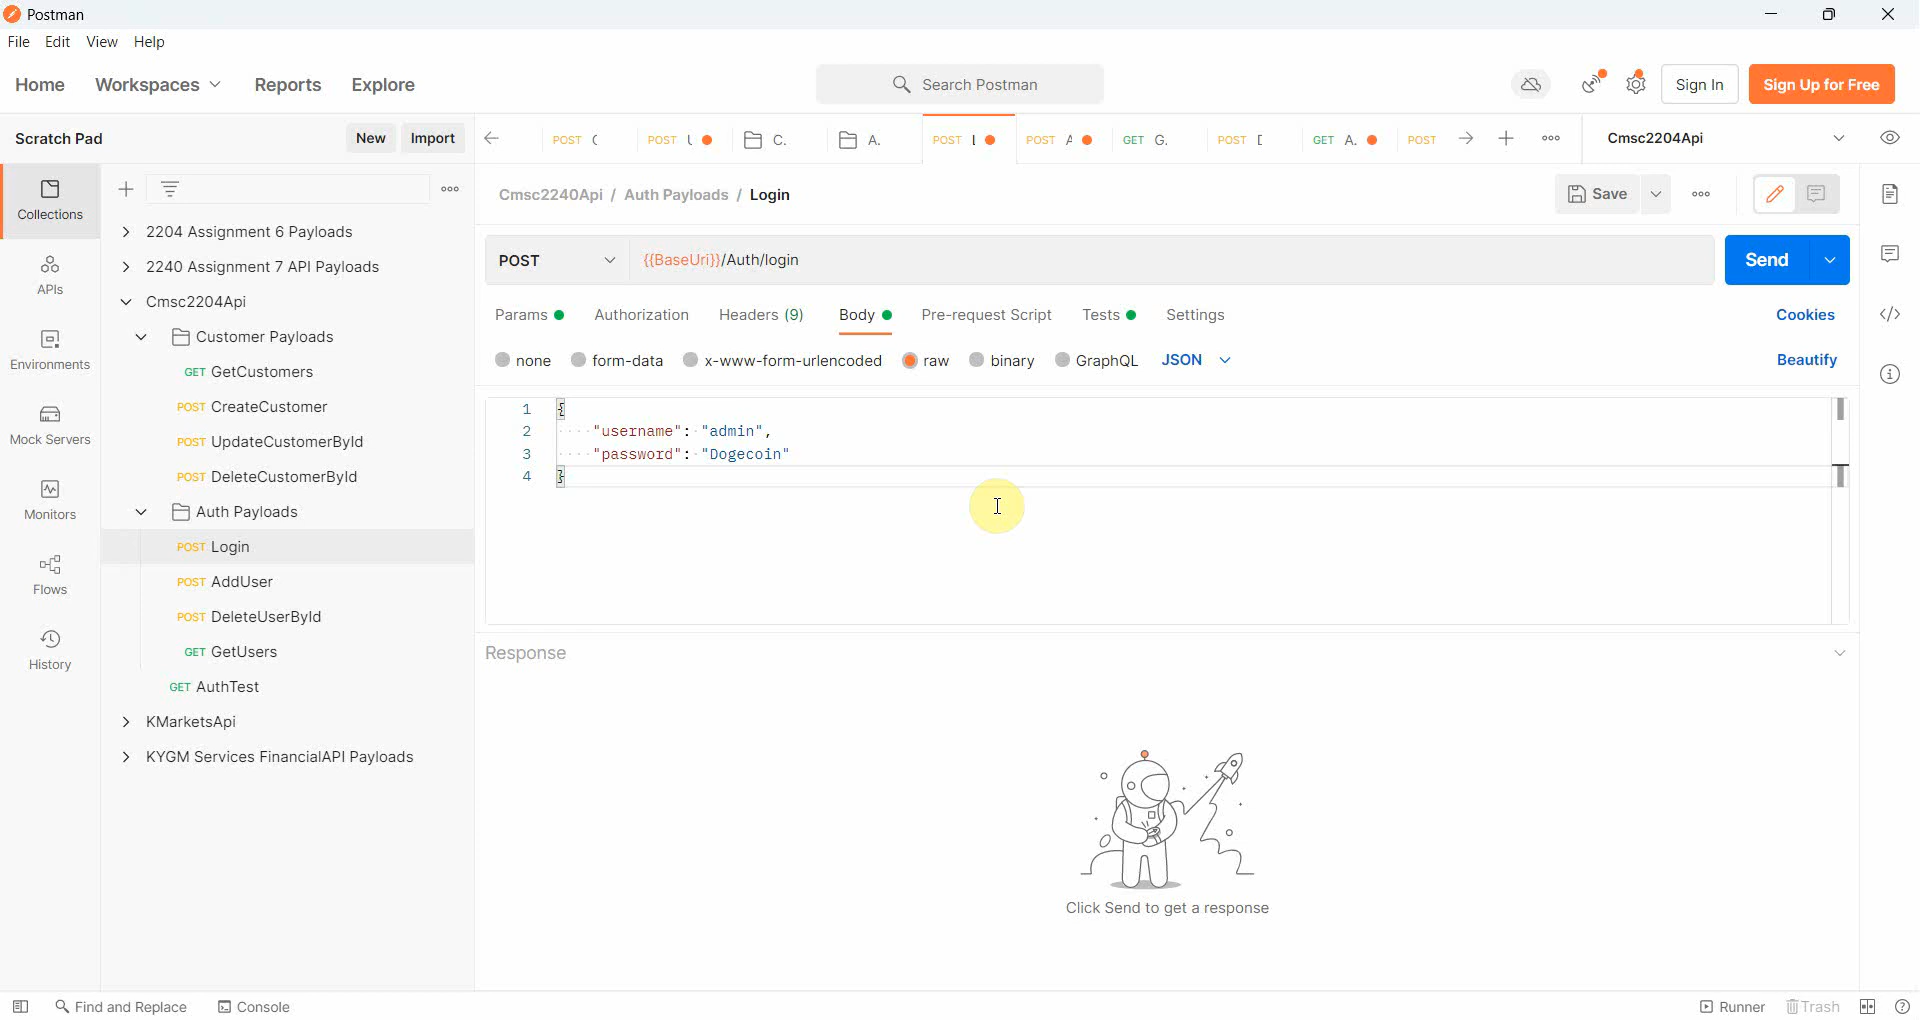 Postman
File Edit View Help
Home Workspaces Reports Explore
Search Postman
Sign In
Sign Up for Free
Scratch Pad
New
Import
POST
POST
C.
A.
POST
POST
GET G.
POST
GET A.
POST
Cmsc2204Api
Collections
APIs
Environments
Mock Servers
Monitors
Flows
History
2204 Assignment 6 Payloads
2240 Assignment 7 API Payloads
Cmsc2204Api
Customer Payloads
GET GetCustomers
POST CreateCustomer
POST UpdateCustomerById
POST DeleteCustomerById
Auth Payloads
POST Login
POST AddUser
POST DeleteUserById
GET GetUsers
GET AuthTest
KMarketsApi
KYGM Services FinancialAPI Payloads
Cmsc2240Api / Auth Payloads / Login
Save
POST
{{BaseUri}}/Auth/login
Send
Params
Authorization
Headers (9)
Body
Pre-request Script
Tests
Settings
Cookies
none
form-data
x-www-form-urlencoded
raw
binary
GraphQL
JSON
Beautify
1 {
2 "username": "admin",
3 "password": "Dogecoin"
4 }
Response
Click Send to get a response
Find and Replace
Console
Runner
Trash